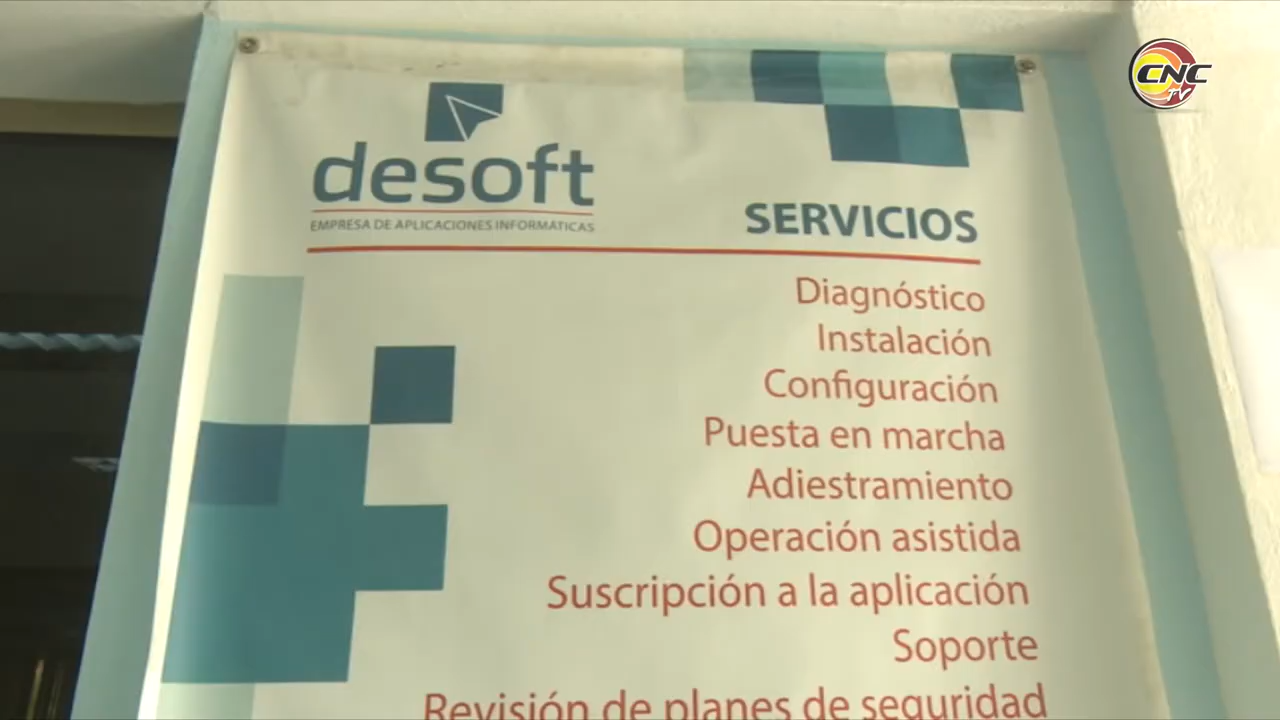 CNC
TV
desoft
EMPRESA DE APLICACIONES INFORMÁTICAS
SERVICIOS
Diagnóstico
Instalación
Configuración
Puesta en marcha
Adiestramiento
Operación asistida
Suscripción a la aplicación
Soporte
Revisión de planes de seguridad